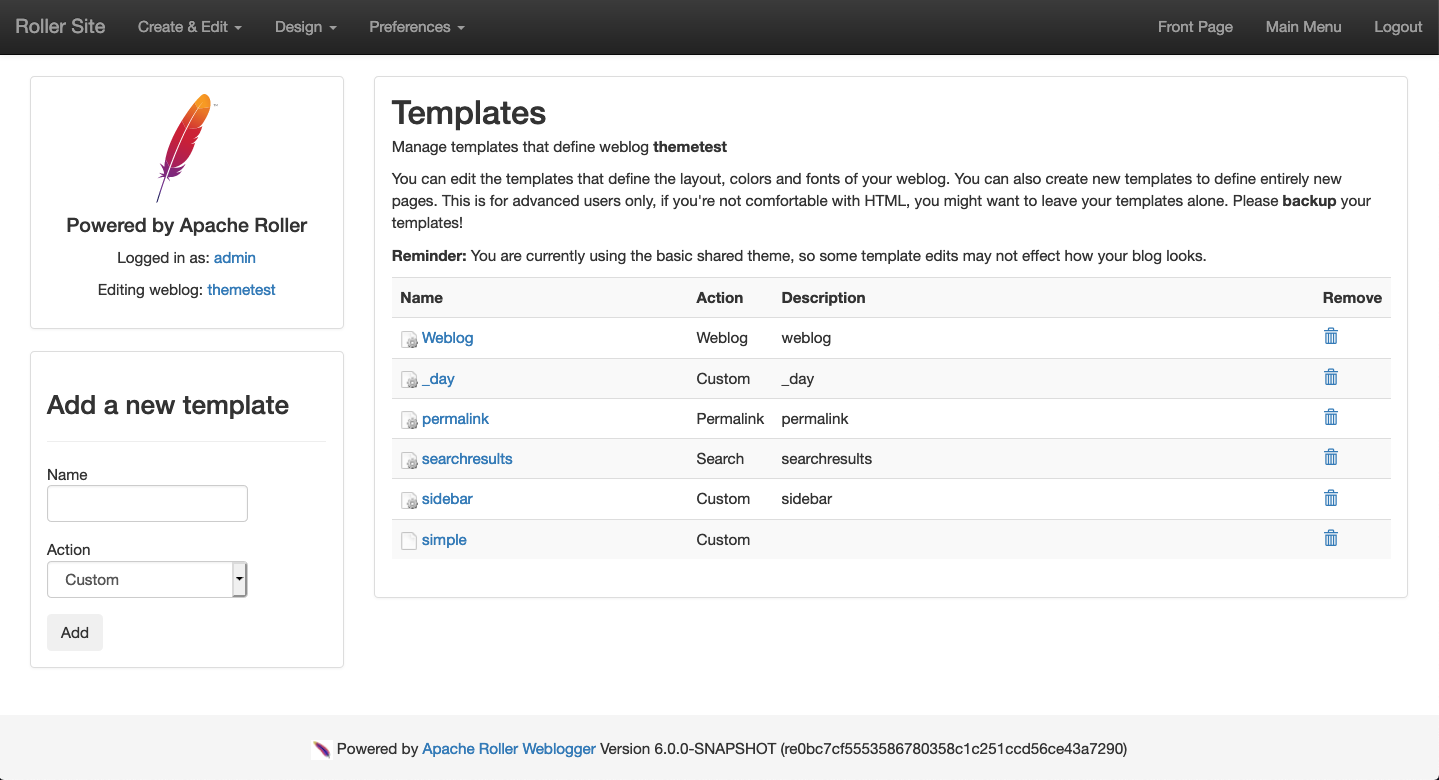 Roller Site Create & Edit Design Preferences Front Page Main Menu Logout
Powered by Apache Roller
Logged in as: admin
Editing weblog: themetest
Add a new template
Name
Action
Custom
Add
Templates
Manage templates that define weblog themetest
You can edit the templates that define the layout, colors and fonts of your weblog. You can also create new templates to define entirely new
pages. This is for advanced users only, if you're not comfortable with HTML, you might want to leave your templates alone. Please backup your
templates!
Reminder: You are currently using the basic shared theme, so some template edits may not effect how your blog looks.
Name Action Description Remove
Weblog Weblog weblog
_day Custom _day
permalink Permalink permalink
searchresults Search searchresults
sidebar Custom sidebar
simple Custom
Powered by Apache Roller Weblogger Version 6.0.0-SNAPSHOT (re0bc7cf5553586780358c1c251ccd56ce43a7290)